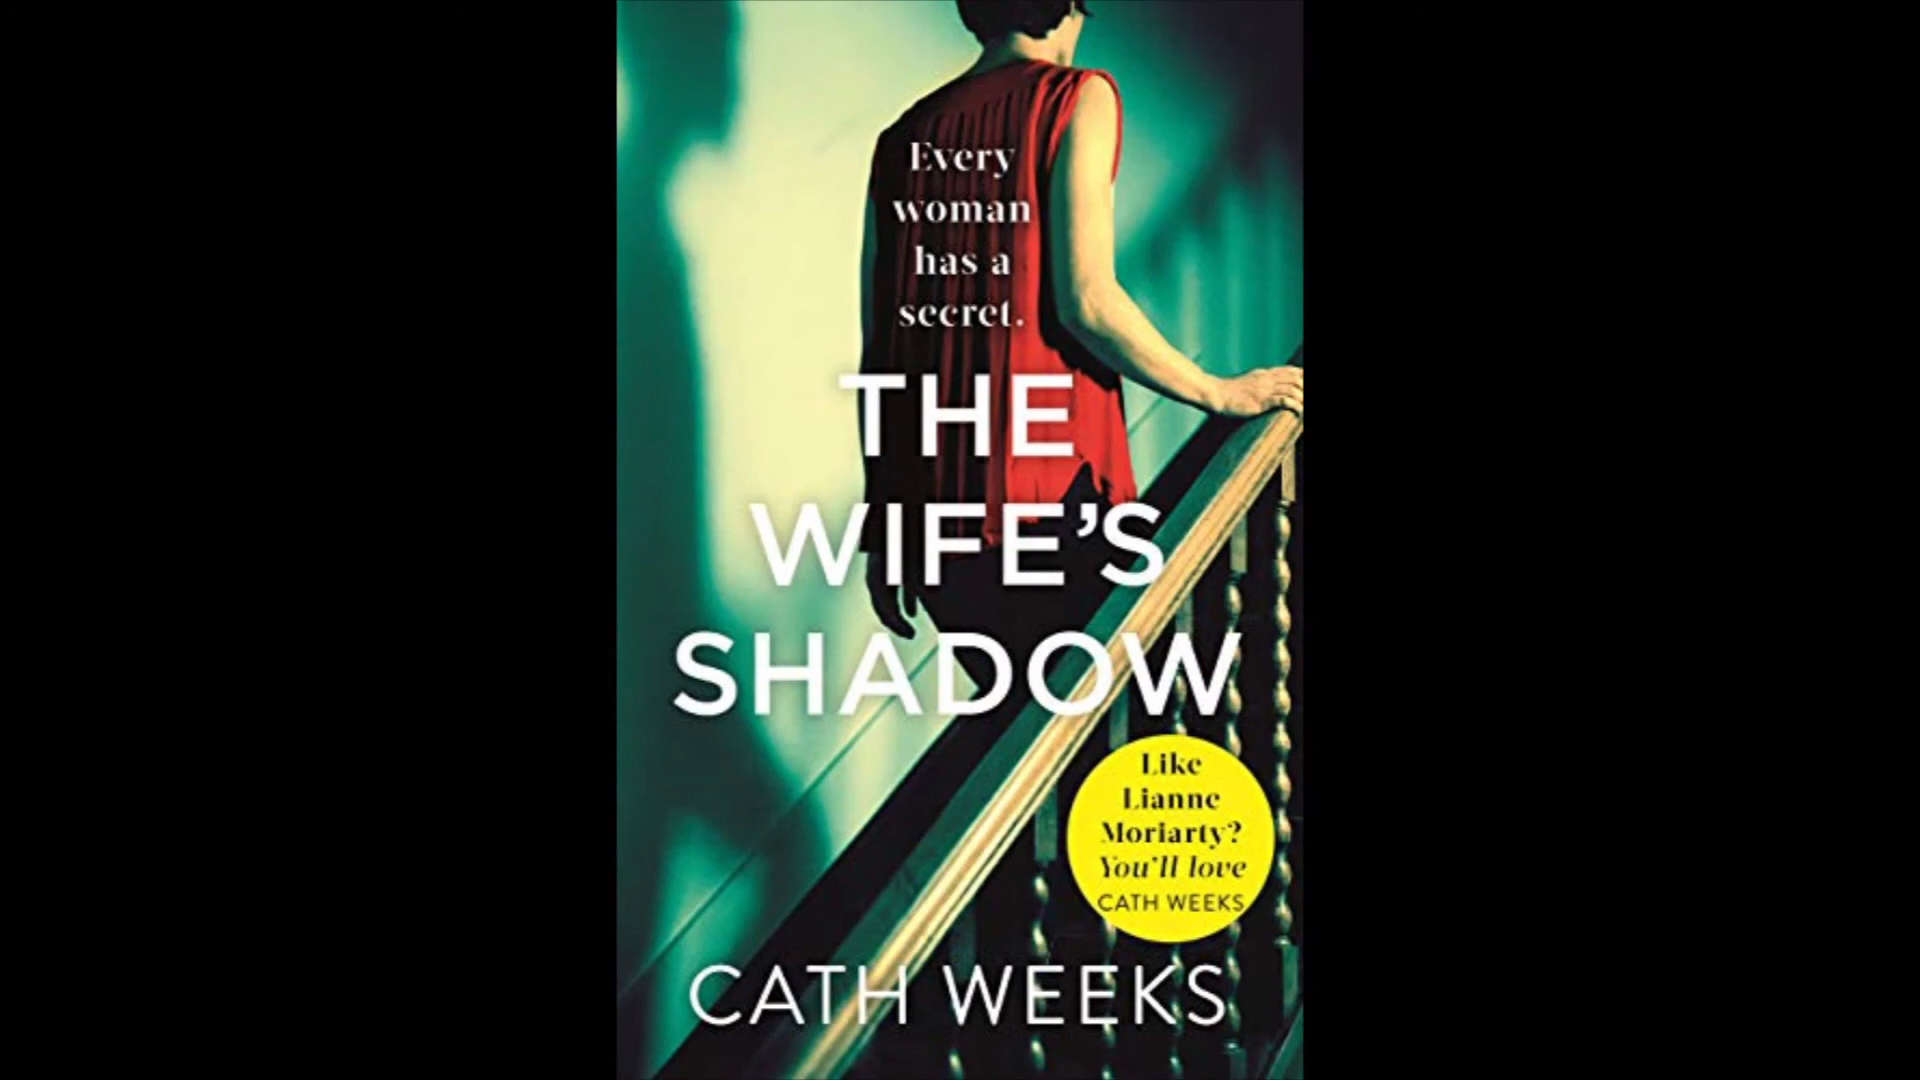 Every
woman
has a
secret.
THE
WIFE'S
SHADOW
Like
Lianne
Moriarty?
You'll love
CATH WEEKS
CATH WEEKS